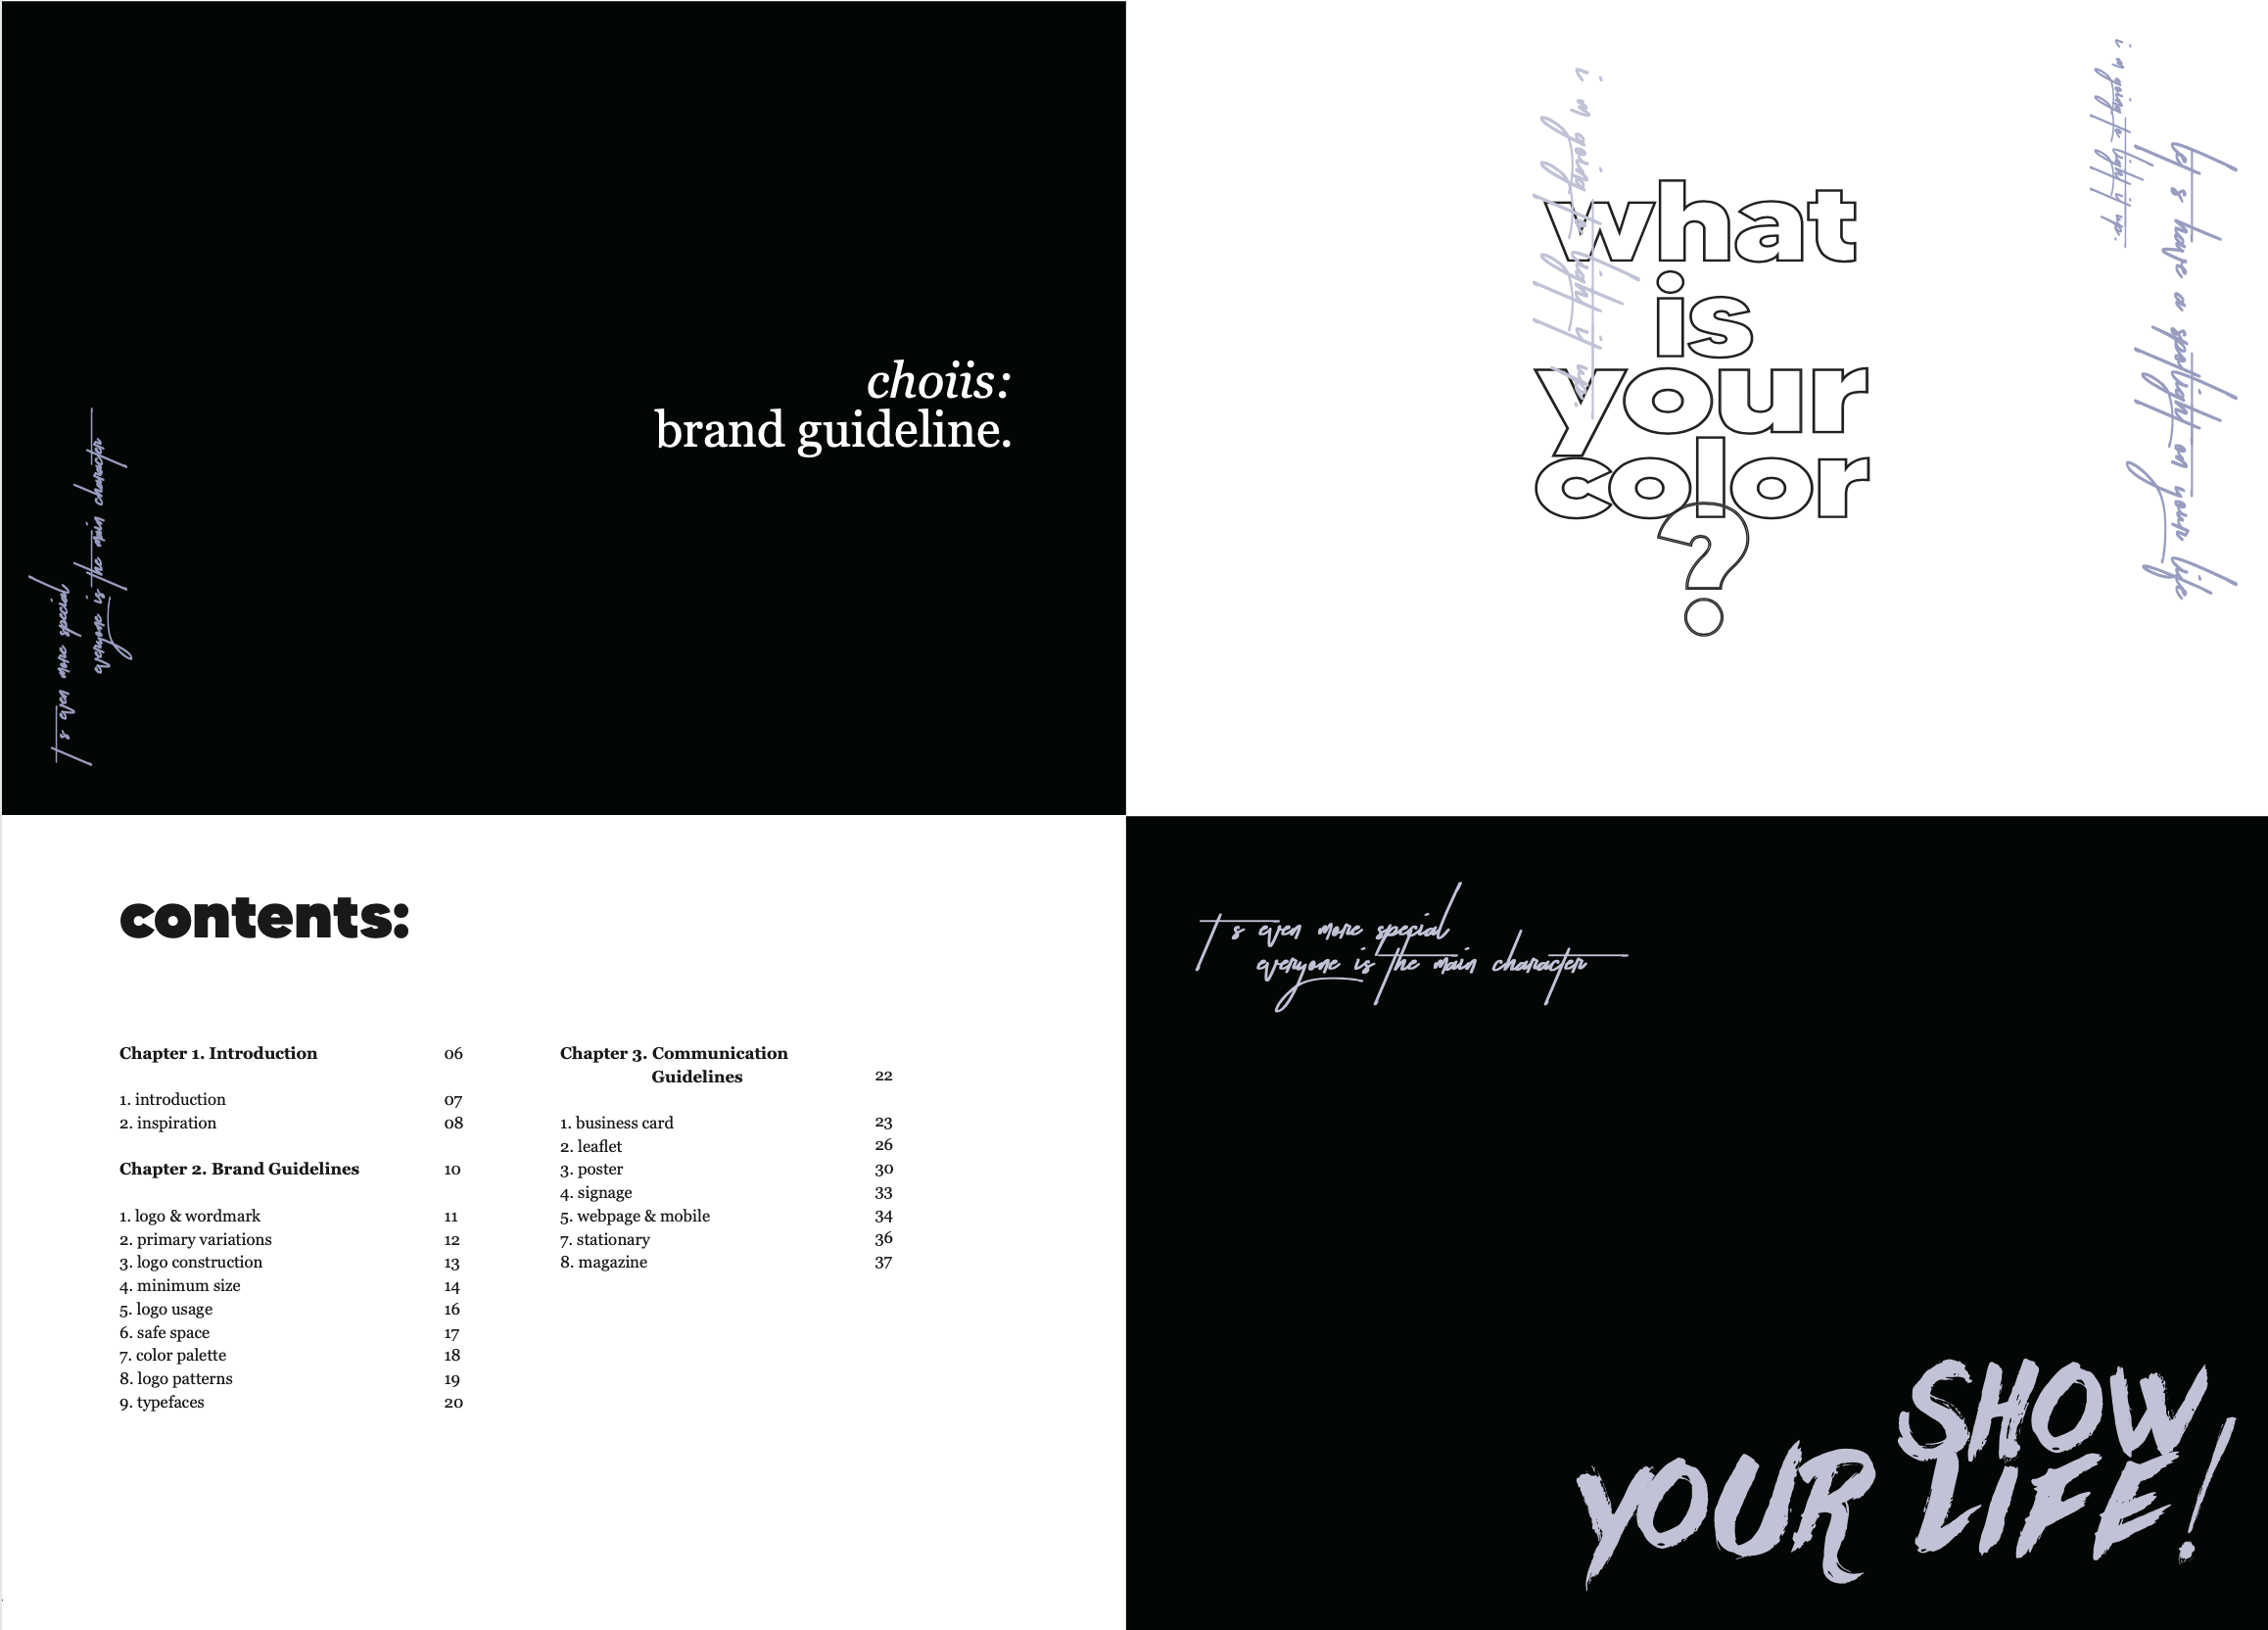 choiis:
brand guideline.
T s even more special
everyone is the main character
what
is
your
color
?
i m going to light it up.
i m going to light it up.
let s have a spotlight on your life
contents:
Chapter 1. Introduction 06
1. introduction 07
2. inspiration 08
Chapter 2. Brand Guidelines 10
1. logo & wordmark 11
2. primary variations 12
3. logo construction 13
4. minimum size 14
5. logo usage 16
6. safe space 17
7. color palette 18
8. logo patterns 19
9. typefaces 20
Chapter 3. Communication
Guidelines 22
1. business card 23
2. leaflet 26
3. poster 30
4. signage 33
5. webpage & mobile 34
7. stationary 36
8. magazine 37
T s even more special
everyone is the main character
SHOW
YOUR LIFE!